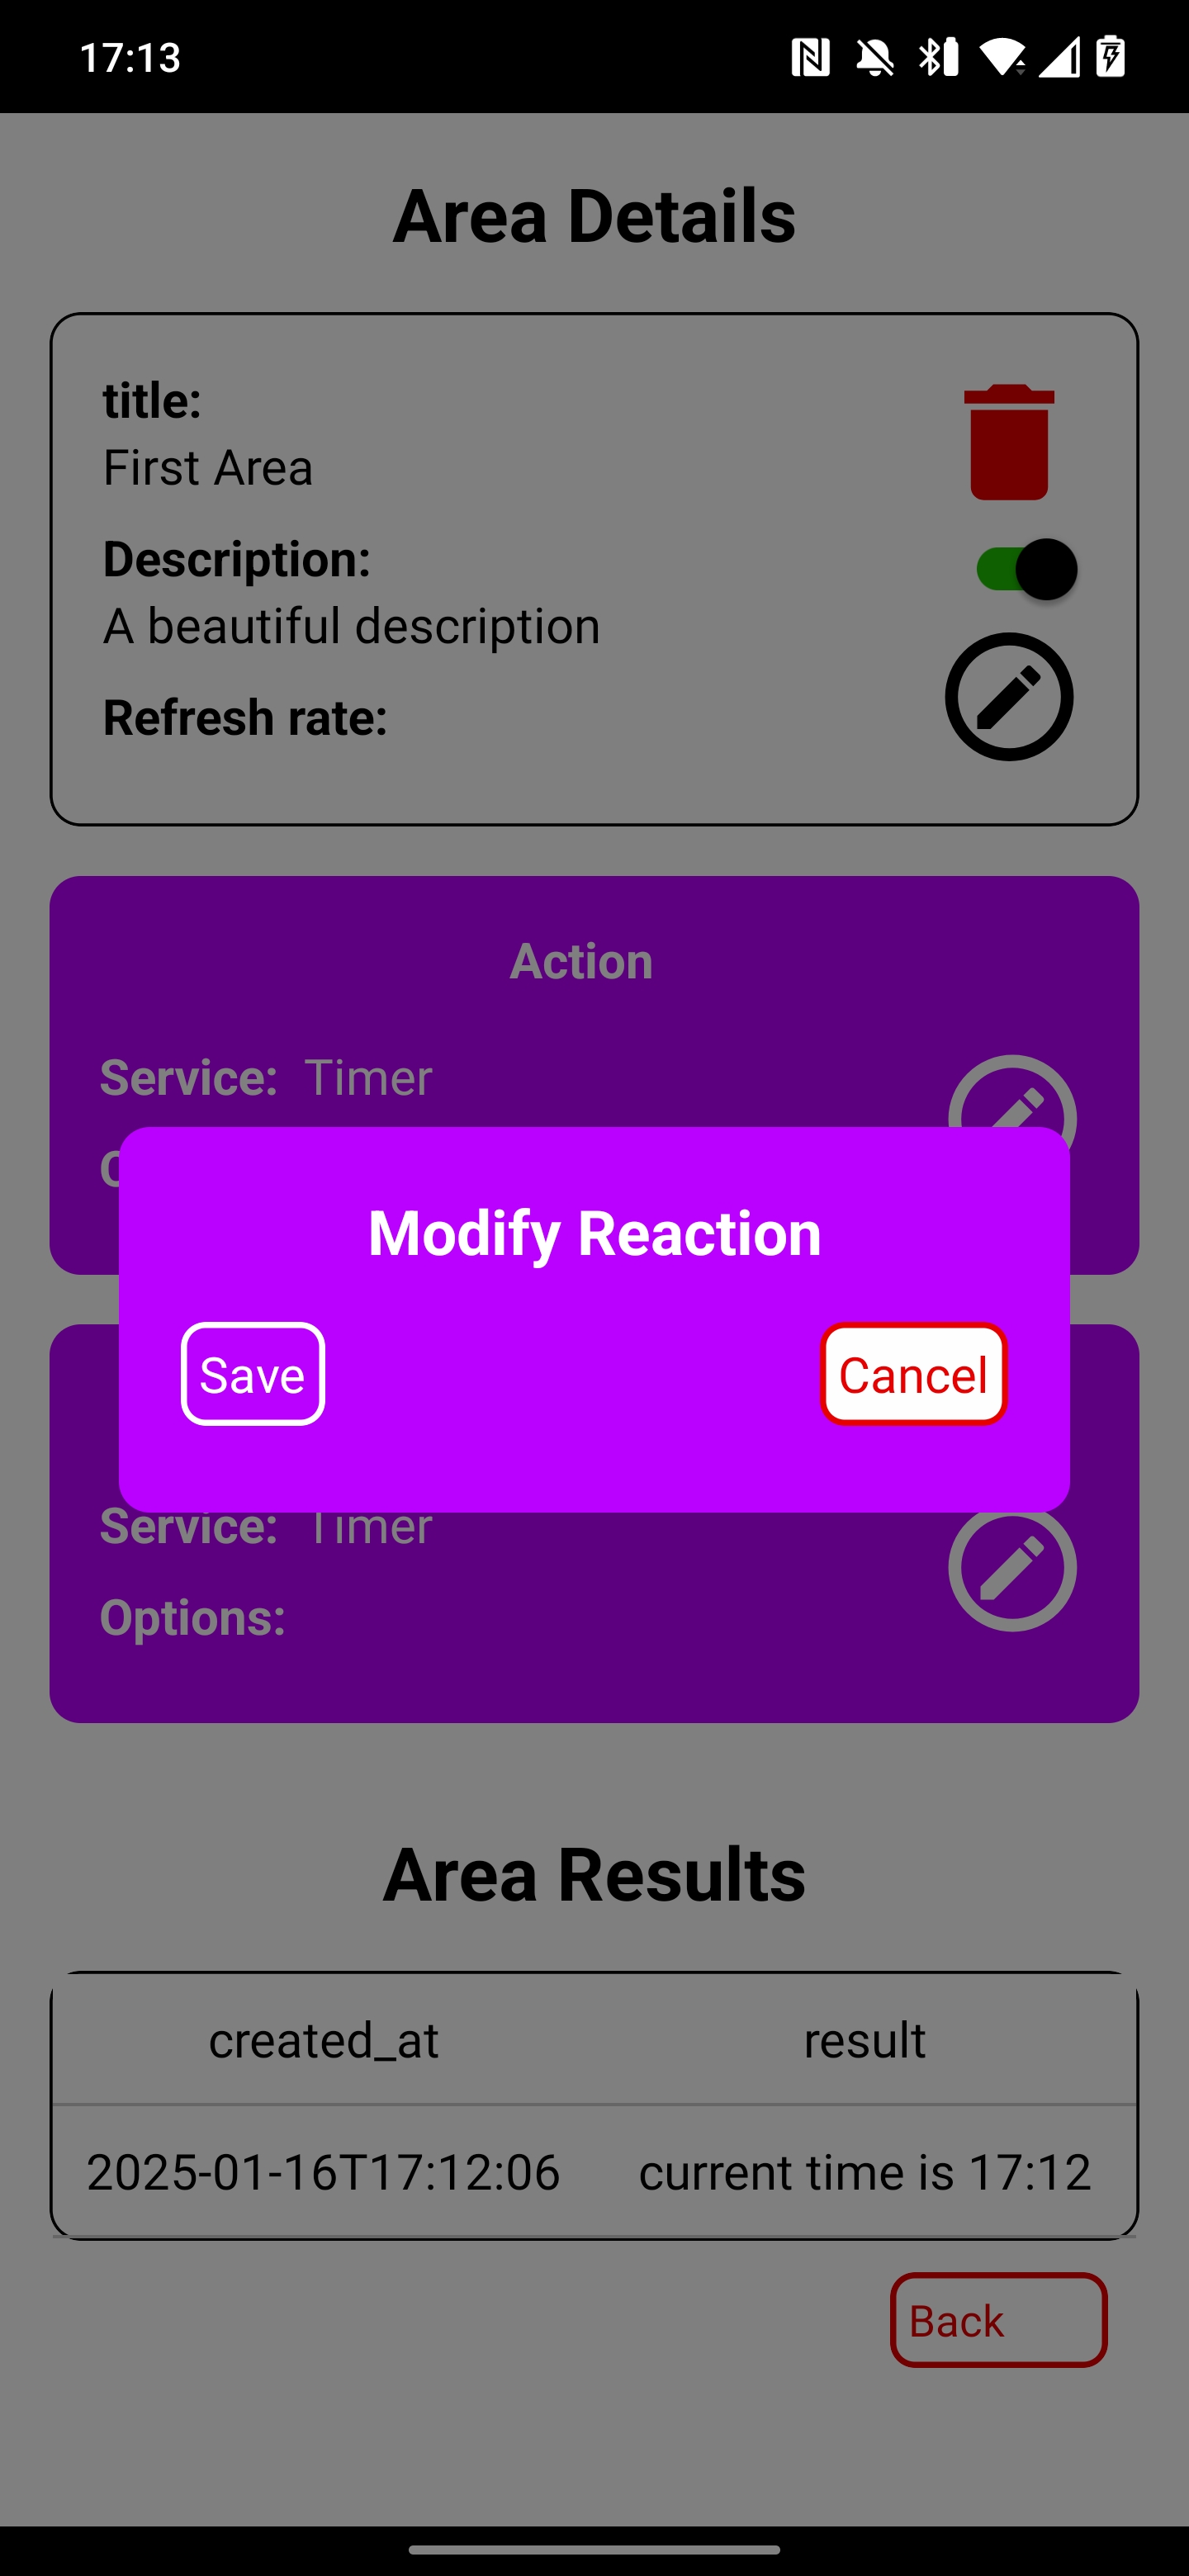 17:13
Area Details
title:
First Area
Description:
A beautiful description
Refresh rate:
Action
Service: Timer
Modify Reaction
Save Cancel
Service: Timer
Options:
Area Results
created_at result
2025-01-16T17:12:06 current time is 17:12
Back